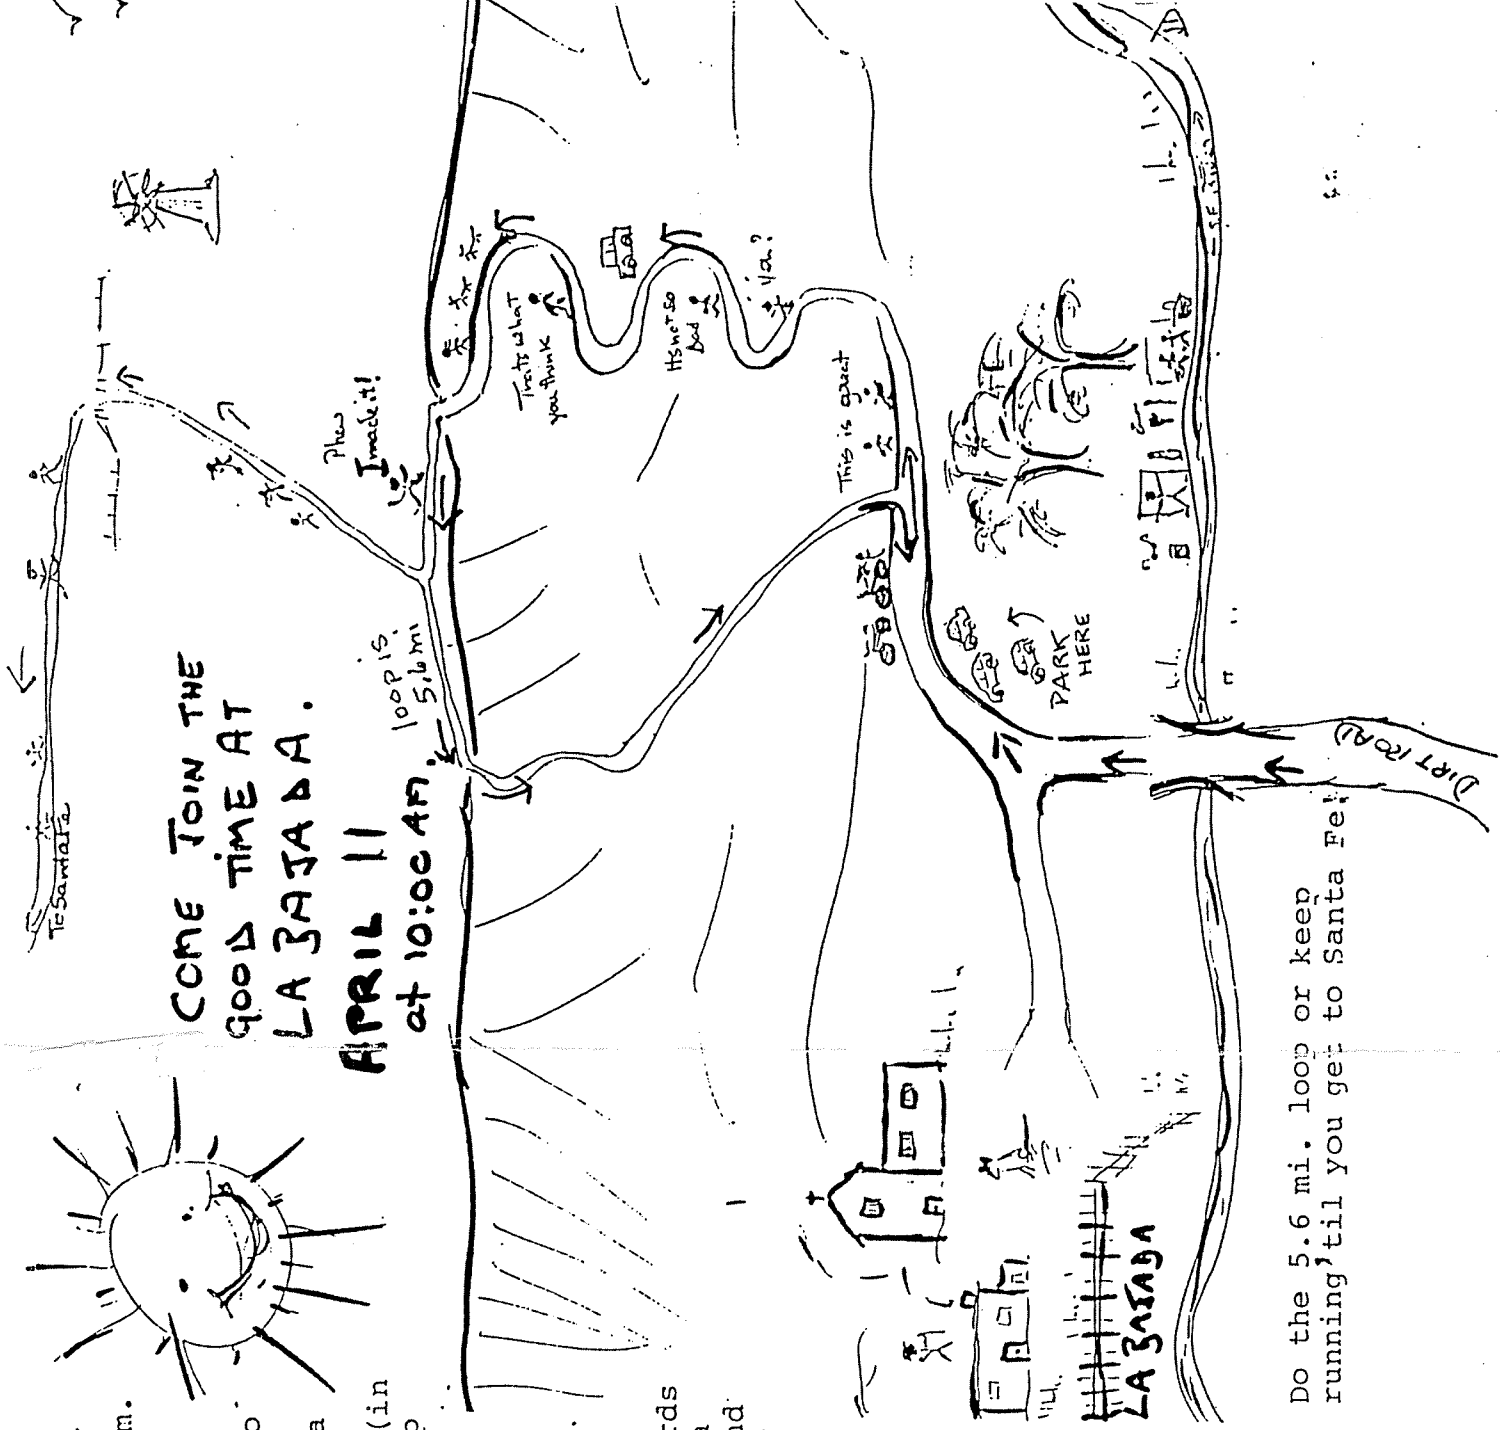 COME JOIN THE
GOOD TIME AT
LA BAJADA.
APRIL 11
at 10:00 AM.
To Santa Fe
loop is
5.6 mi
Phew
I made it!
That's what
you think
It's not so
bad
This is great
PARK
HERE
DIRT ROAD
LA BAJADA
Do the 5.6 mi. loop or keep
running'til you get to Santa Fe!
m.
a
(in
rds
nd